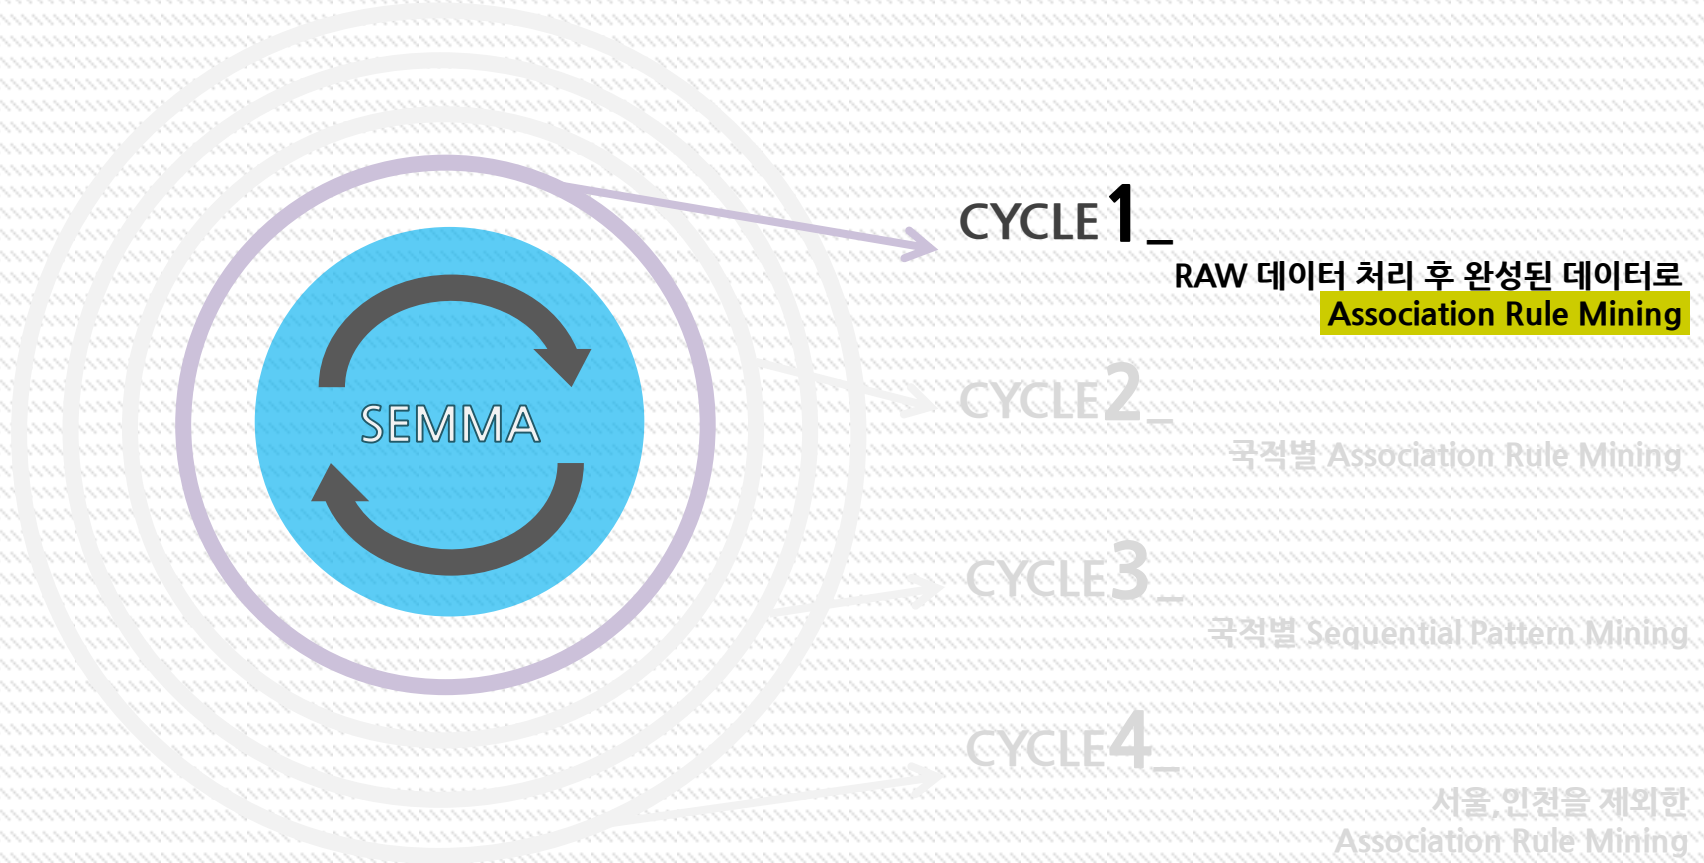 SEMMA
CYCLE1_
RAW 데이터 처리 후 완성된 데이터로
Association Rule Mining
CYCLE2_
국적별 Association Rule Mining
CYCLE3_
국적별 Sequential Pattern Mining
CYCLE4_
서울,인천을 제외한
Association Rule Mining